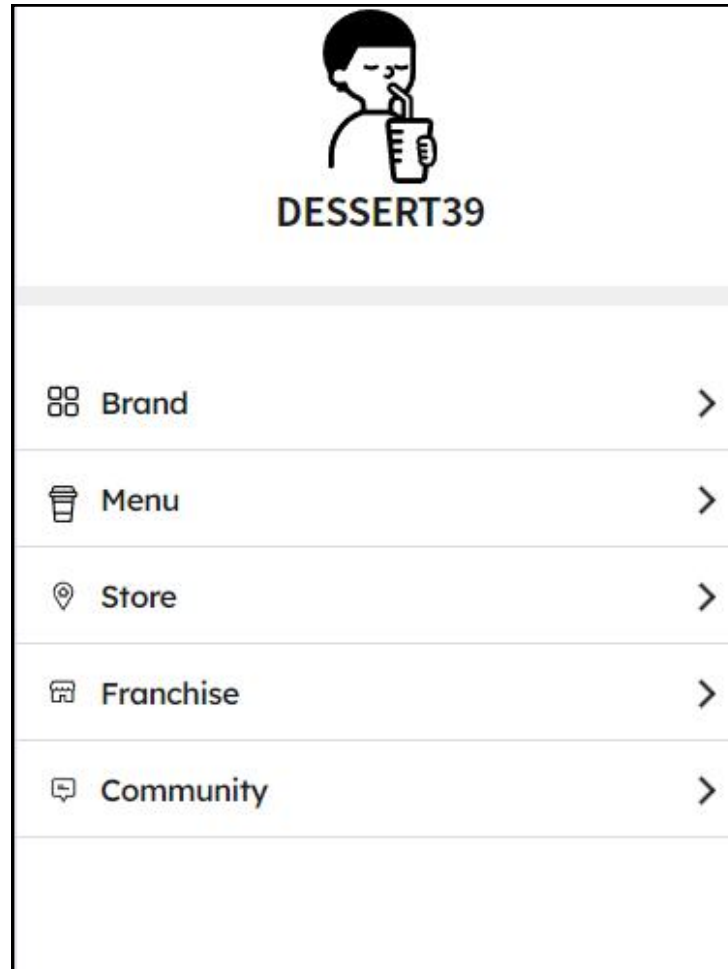 DESSERT39
Brand
Menu
Store
Franchise
Community